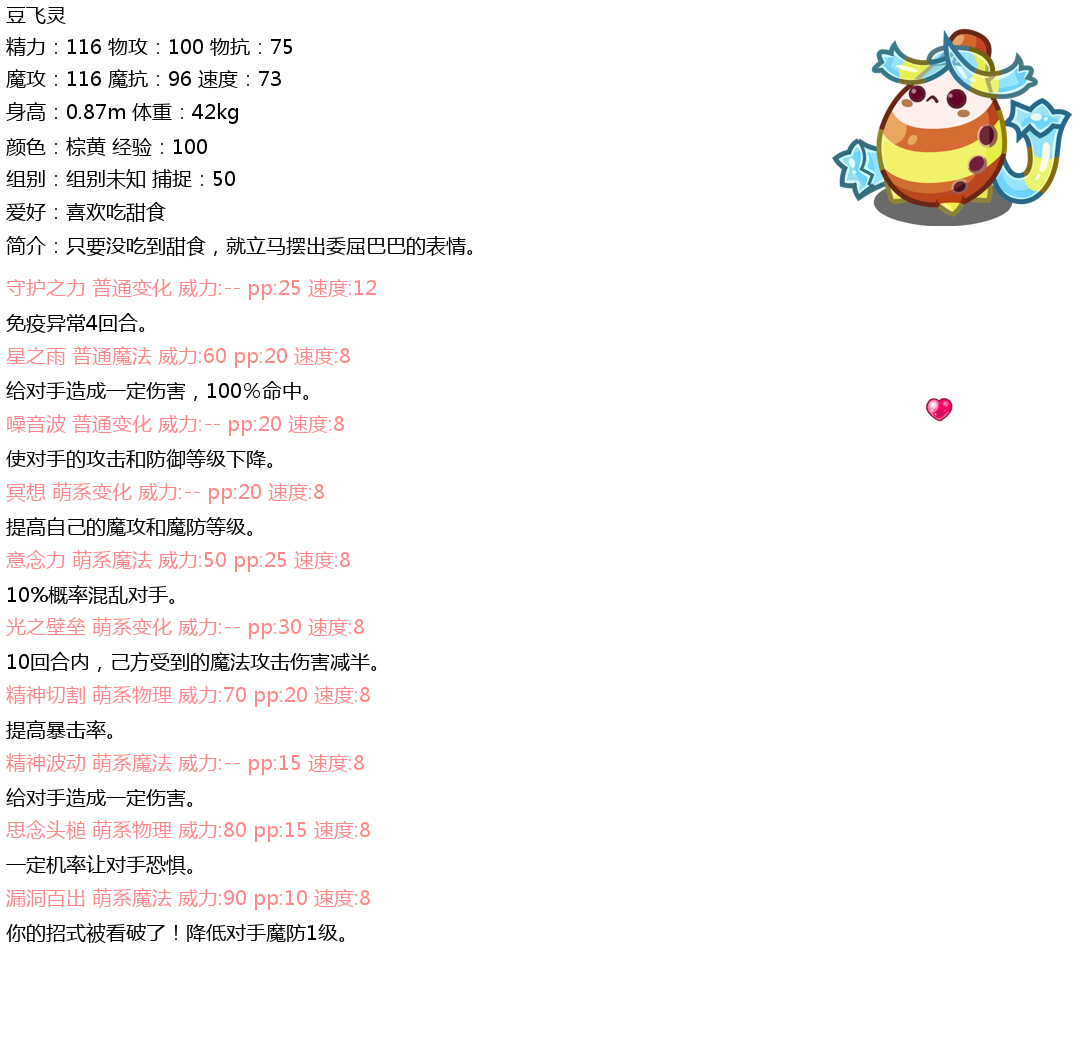 豆飞灵
精力：116 物攻：100 物抗：75
魔攻：116 魔抗：96 速度：73
身高：0.87m 体重：42kg
颜色：棕黄 经验：100
组别：组别未知 捕捉：50
爱好：喜欢吃甜食
简介：只要没吃到甜食，就立马摆出委屈巴巴的表情。
守护之力 普通变化 威力:-- pp:25 速度:12
免疫异常4回合。
星之雨 普通魔法 威力:60 pp:20 速度:8
给对手造成一定伤害，100%命中。
噪音波 普通变化 威力:-- pp:20 速度:8
使对手的攻击和防御等级下降。
冥想 萌系变化 威力:-- pp:20 速度:8
提高自己的魔攻和魔防等级。
意念力 萌系魔法 威力:50 pp:25 速度:8
10%概率混乱对手。
光之壁垒 萌系变化 威力:-- pp:30 速度:8
10回合内，己方受到的魔法攻击伤害减半。
精神切割 萌系物理 威力:70 pp:20 速度:8
提高暴击率。
精神波动 萌系魔法 威力:-- pp:15 速度:8
给对手造成一定伤害。
思念头槌 萌系物理 威力:80 pp:15 速度:8
一定机率让对手恐惧。
漏洞百出 萌系魔法 威力:90 pp:10 速度:8
你的招式被看破了！降低对手魔防1级。